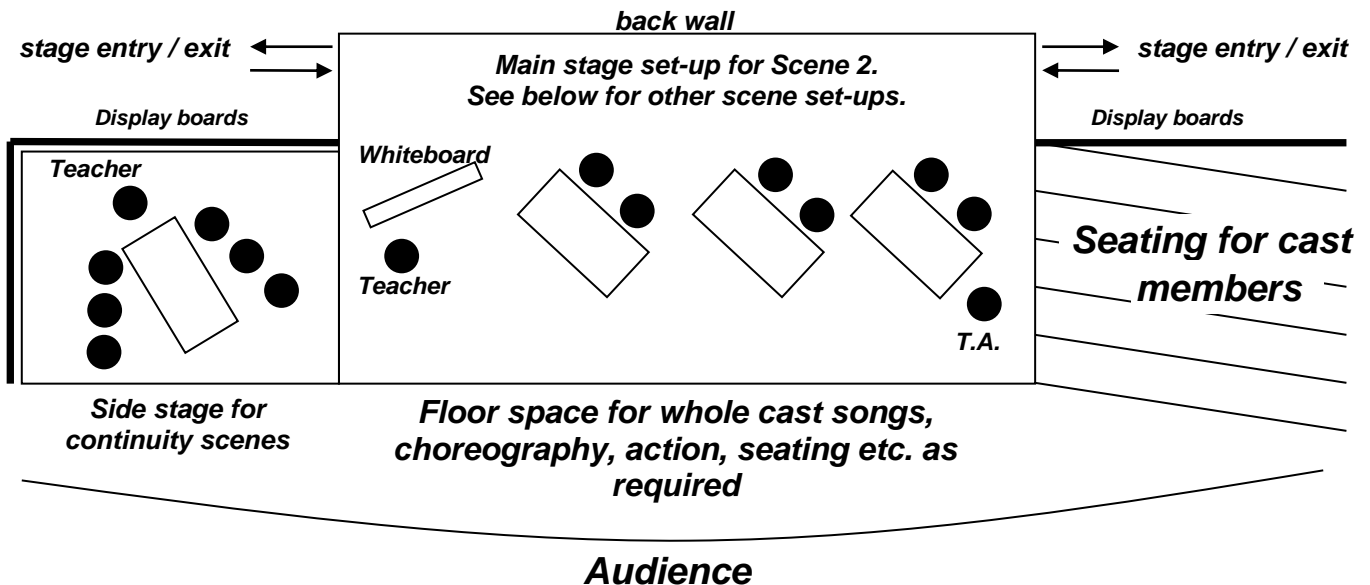 back wall
stage entry / exit
stage entry / exit
Main stage set-up for Scene 2.
See below for other scene set-ups.
Display boards
Display boards
Teacher
Whiteboard
Teacher
T.A.
Seating for cast
members
Side stage for
continuity scenes
Floor space for whole cast songs,
choreography, action, seating etc. as
required
Audience